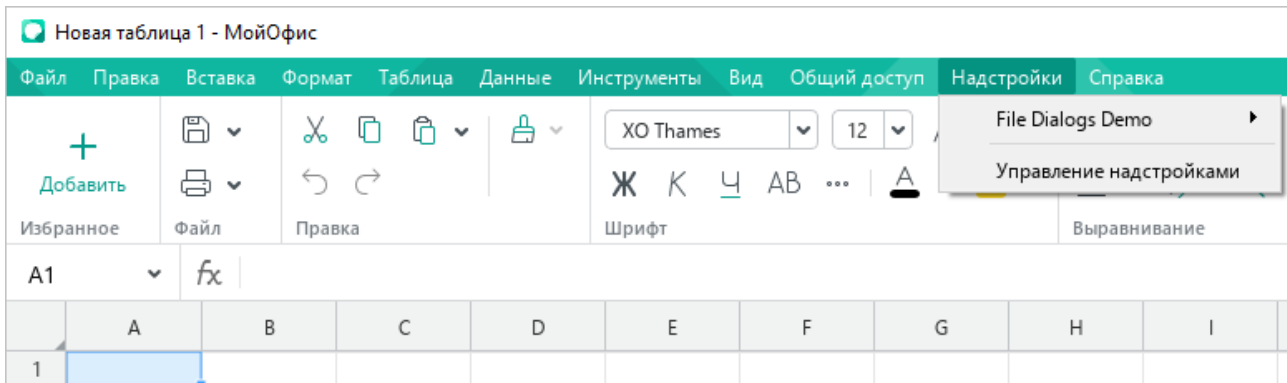 Новая таблица 1 - МойОфис
Файл Правка Вставка Формат Таблица Данные Инструменты Вид Общий доступ Надстройки Справка
File Dialogs Demo
XO Thames 12
Добавить
Ж К Ч АВ ... А
Управление надстройками
Избранное Файл Правка Шрифт Выравнивание
A1 fx
A B C D E F G H I
1